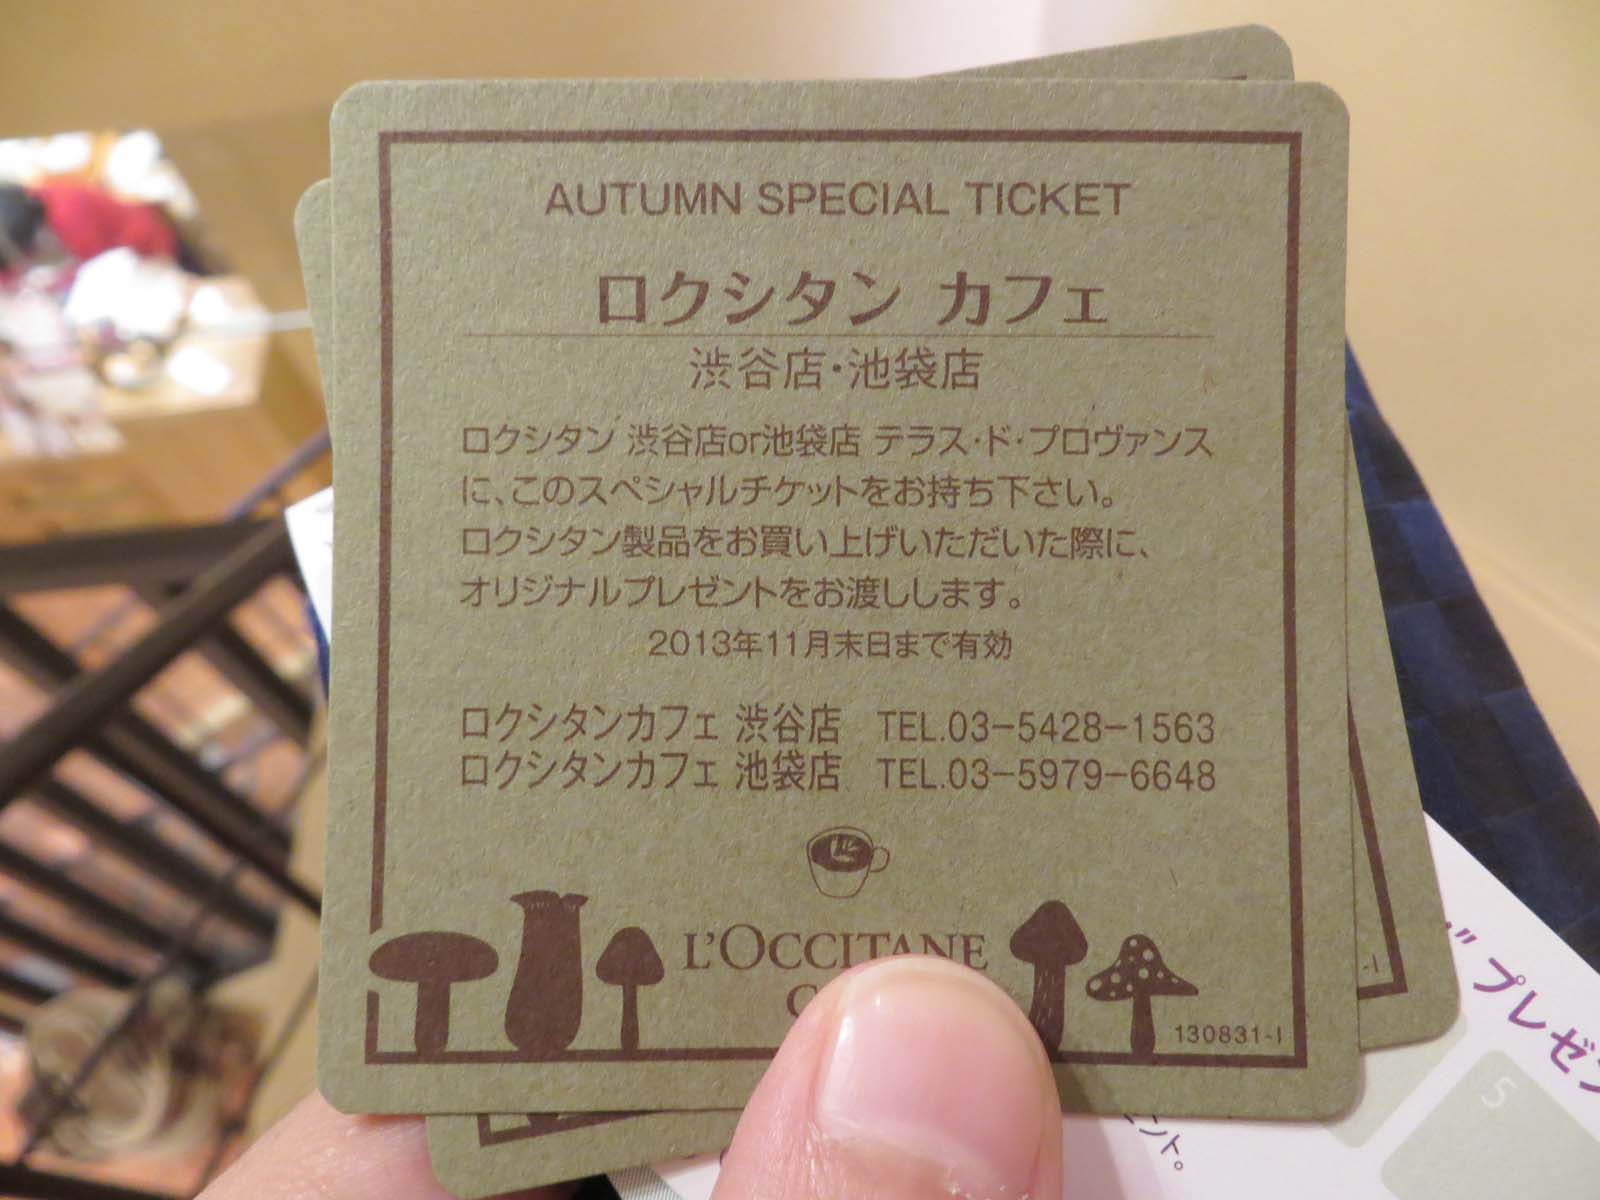 AUTUMN SPECIAL TICKET
ロクシタン カフェ
渋谷店・池袋店
ロクシタン 渋谷店or池袋店 テラス・ド・プロヴァンス
に、このスペシャルチケットをお持ち下さい。
ロクシタン製品をお買い上げいただいた際に、
オリジナルプレゼントをお渡しします。
2013年11月末日まで有効
ロクシタンカフェ 渋谷店 TEL.03-5428-1563
ロクシタンカフェ 池袋店 TEL.03-5979-6648
L'OCCITANE
130831-I
-I
プレゼ
5
ント。